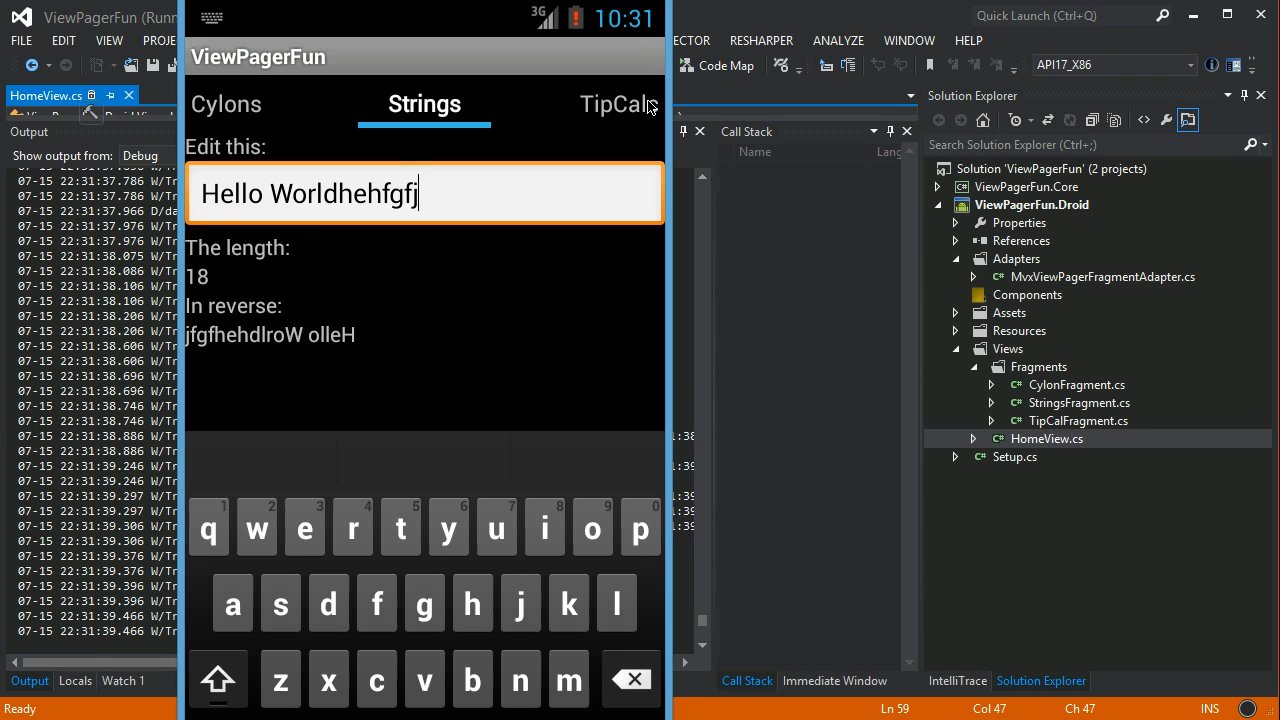 ViewPagerFun (Runn
Quick Launch (Ctrl+Q)
FILE
EDIT
VIEW
PROJE
ECTOR
RESHARPER
ANALYZE
WINDOW
HELP
Code Map
API17_X86
HomeView.cs
3G
10:31
ViewPagerFun
Cylons
Strings
TipCalc
Edit this:
Hello Worldhehfgfj
The length:
18
In reverse:
jfgfhehdlroW olleH
q w e r t y u i o p
1 2 3 4 5 6 7 8 9 0
a s d f g h j k l
z x c v b n m
Output
Show output from:
Debug
07-15 22:31:37.786 W/Tr
07-15 22:31:37.786 W/Tr
07-15 22:31:37.966 D/da
07-15 22:31:37.976 W/Tr
07-15 22:31:37.976 W/Tr
07-15 22:31:38.075 W/Tr
07-15 22:31:38.086 W/Tr
07-15 22:31:38.106 W/Tr
07-15 22:31:38.106 W/Tr
07-15 22:31:38.206 W/Tr
07-15 22:31:38.206 W/Tr
07-15 22:31:38.606 W/Tr
07-15 22:31:38.606 W/Tr
07-15 22:31:38.696 W/Tr
07-15 22:31:38.696 W/Tr
07-15 22:31:38.746 W/Tr
07-15 22:31:38.746 W/Tr
07-15 22:31:38.886 W/Tr
07-15 22:31:38.886 W/Tr
07-15 22:31:39.246 W/Tr
07-15 22:31:39.246 W/Tr
07-15 22:31:39.297 W/Tr
07-15 22:31:39.297 W/Tr
07-15 22:31:39.306 W/Tr
07-15 22:31:39.306 W/Tr
07-15 22:31:39.376 W/Tr
07-15 22:31:39.376 W/Tr
07-15 22:31:39.396 W/Tr
07-15 22:31:39.396 W/Tr
07-15 22:31:39.466 W/Tr
07-15 22:31:39.466 W/Tr
Output
Locals
Watch 1
Call Stack
Name
Lang
Call Stack
Immediate Window
Solution Explorer
Search Solution Explorer (Ctrl+;)
Solution 'ViewPagerFun' (2 projects)
ViewPagerFun.Core
ViewPagerFun.Droid
Properties
References
Adapters
MvxViewPagerFragmentAdapter.cs
Components
Assets
Resources
Views
Fragments
CylonFragment.cs
StringsFragment.cs
TipCalFragment.cs
HomeView.cs
Setup.cs
IntelliTrace
Solution Explorer
Ready
Ln 59
Col 47
Ch 47
INS